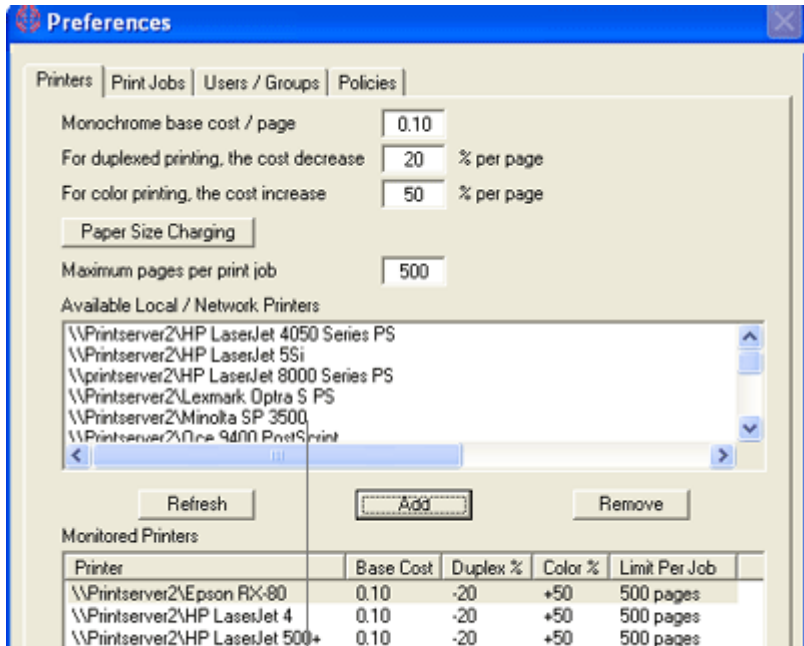 Preferences
Printers Print Jobs Users / Groups Policies
Monochrome base cost / page 0.10
For duplexed printing, the cost decrease 20 % per page
For color printing, the cost increase 50 % per page
Paper Size Charging
Maximum pages per print job 500
Available Local / Network Printers
\\Printserver2\HP LaserJet 4050 Series PS
\\Printserver2\HP LaserJet 5Si
\\printserver2\HP LaserJet 8000 Series PS
\\Printserver2\Lexmark Optra S PS
\\Printserver2\Minolta SP 3500
\\Printserver2\Oce 9400 PostScript
Refresh Add Remove
Monitored Printers
Printer Base Cost Duplex % Color % Limit Per Job
\\Printserver2\Epson RX-80 0.10 -20 +50 500 pages
\\Printserver2\HP LaserJet 4 0.10 -20 +50 500 pages
\\Printserver2\HP LaserJet 500+ 0.10 -20 +50 500 pages